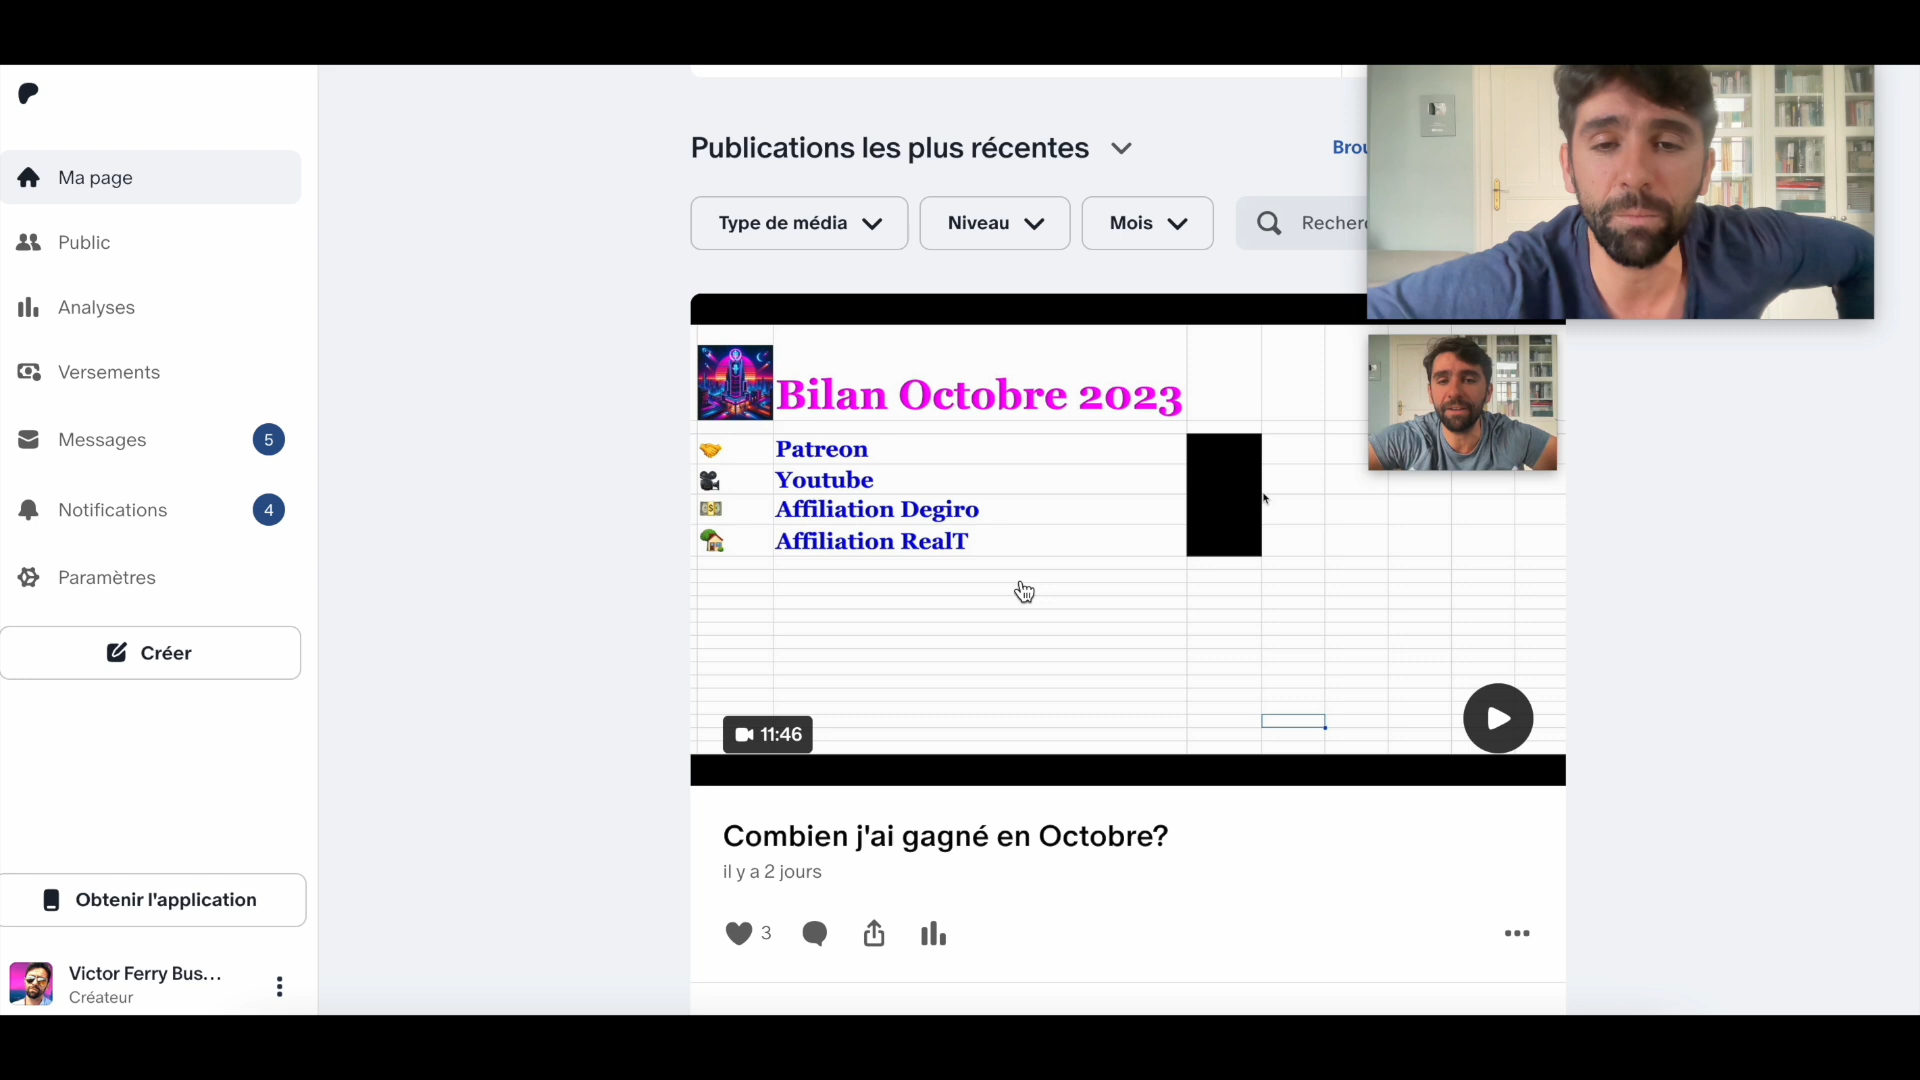 Ma page
Public
Analyses
Versements
Messages 5
Notifications 4
Paramètres
Créer
Obtenir l'application
Victor Ferry Bus...
Créateur
Publications les plus récentes
Brou
Type de média
Niveau
Mois
Recherc
Bilan Octobre 2023
Patreon
Youtube
Affiliation Degiro
Affiliation RealT
11:46
Combien j'ai gagné en Octobre?
il y a 2 jours
3